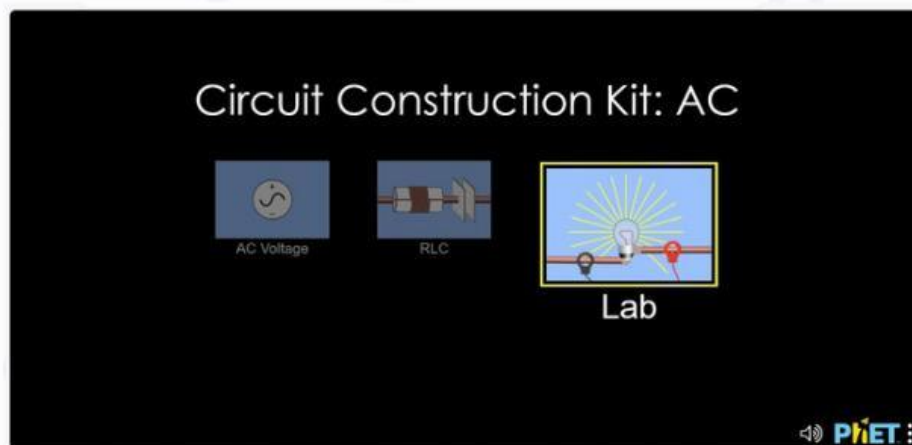 Circuit Construction Kit: AC
AC Voltage
RLC
Lab
PhET